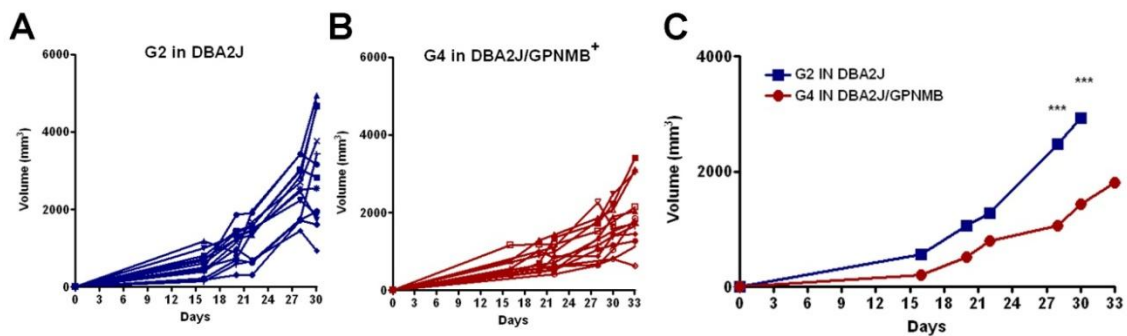 A
G2 in DBA2J
6000
4000
2000
0
Volume (mm3)
0 3 6 9 12 15 18 21 24 27 30
Days
B
G4 in DBA2J/GPNMB+
6000
4000
2000
0
Volume (mm3)
0 3 6 9 12 15 18 21 24 27 30 33
Days
C
4000
2000
0
Volume (mm3)
G2 IN DBA2J
G4 IN DBA2J/GPNMB
***
***
0 3 6 9 12 15 18 21 24 27 30 33
Days